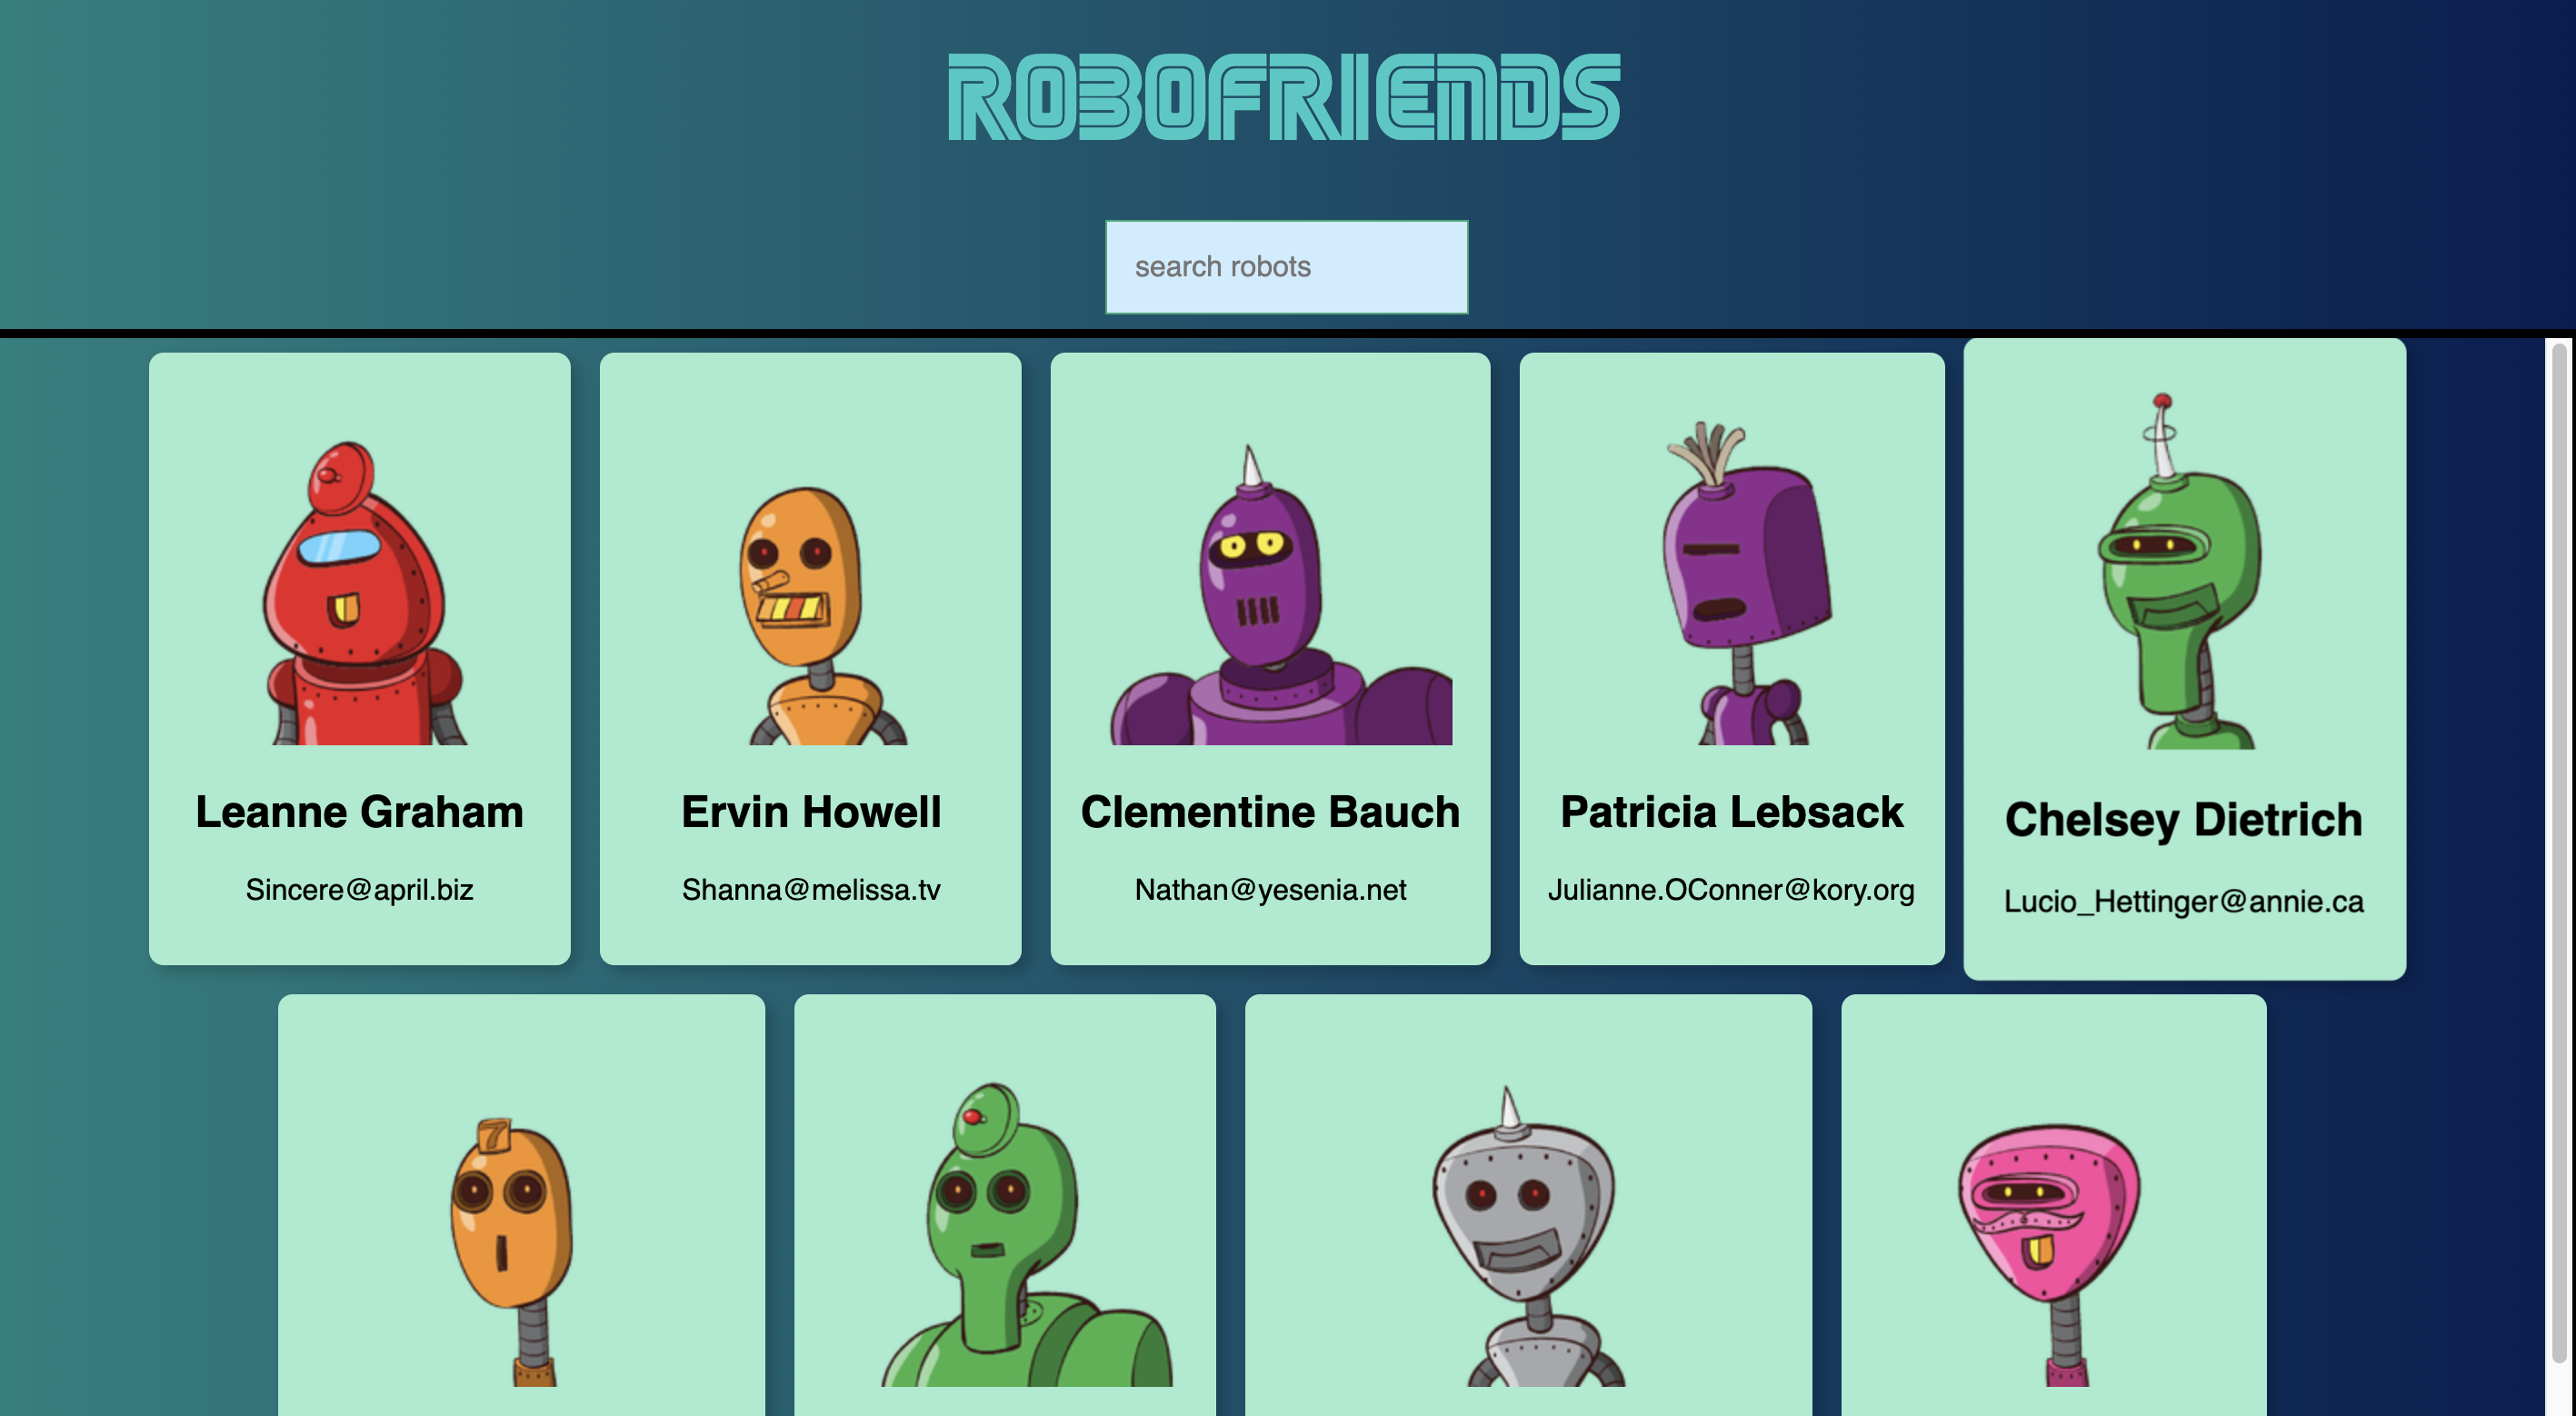 ROBOFRIENDS
search robots
Leanne Graham
Sincere@april.biz
Ervin Howell
Shanna@melissa.tv
Clementine Bauch
Nathan@yesenia.net
Patricia Lebsack
Julianne.OConner@kory.org
Chelsey Dietrich
Lucio_Hettinger@annie.ca
7